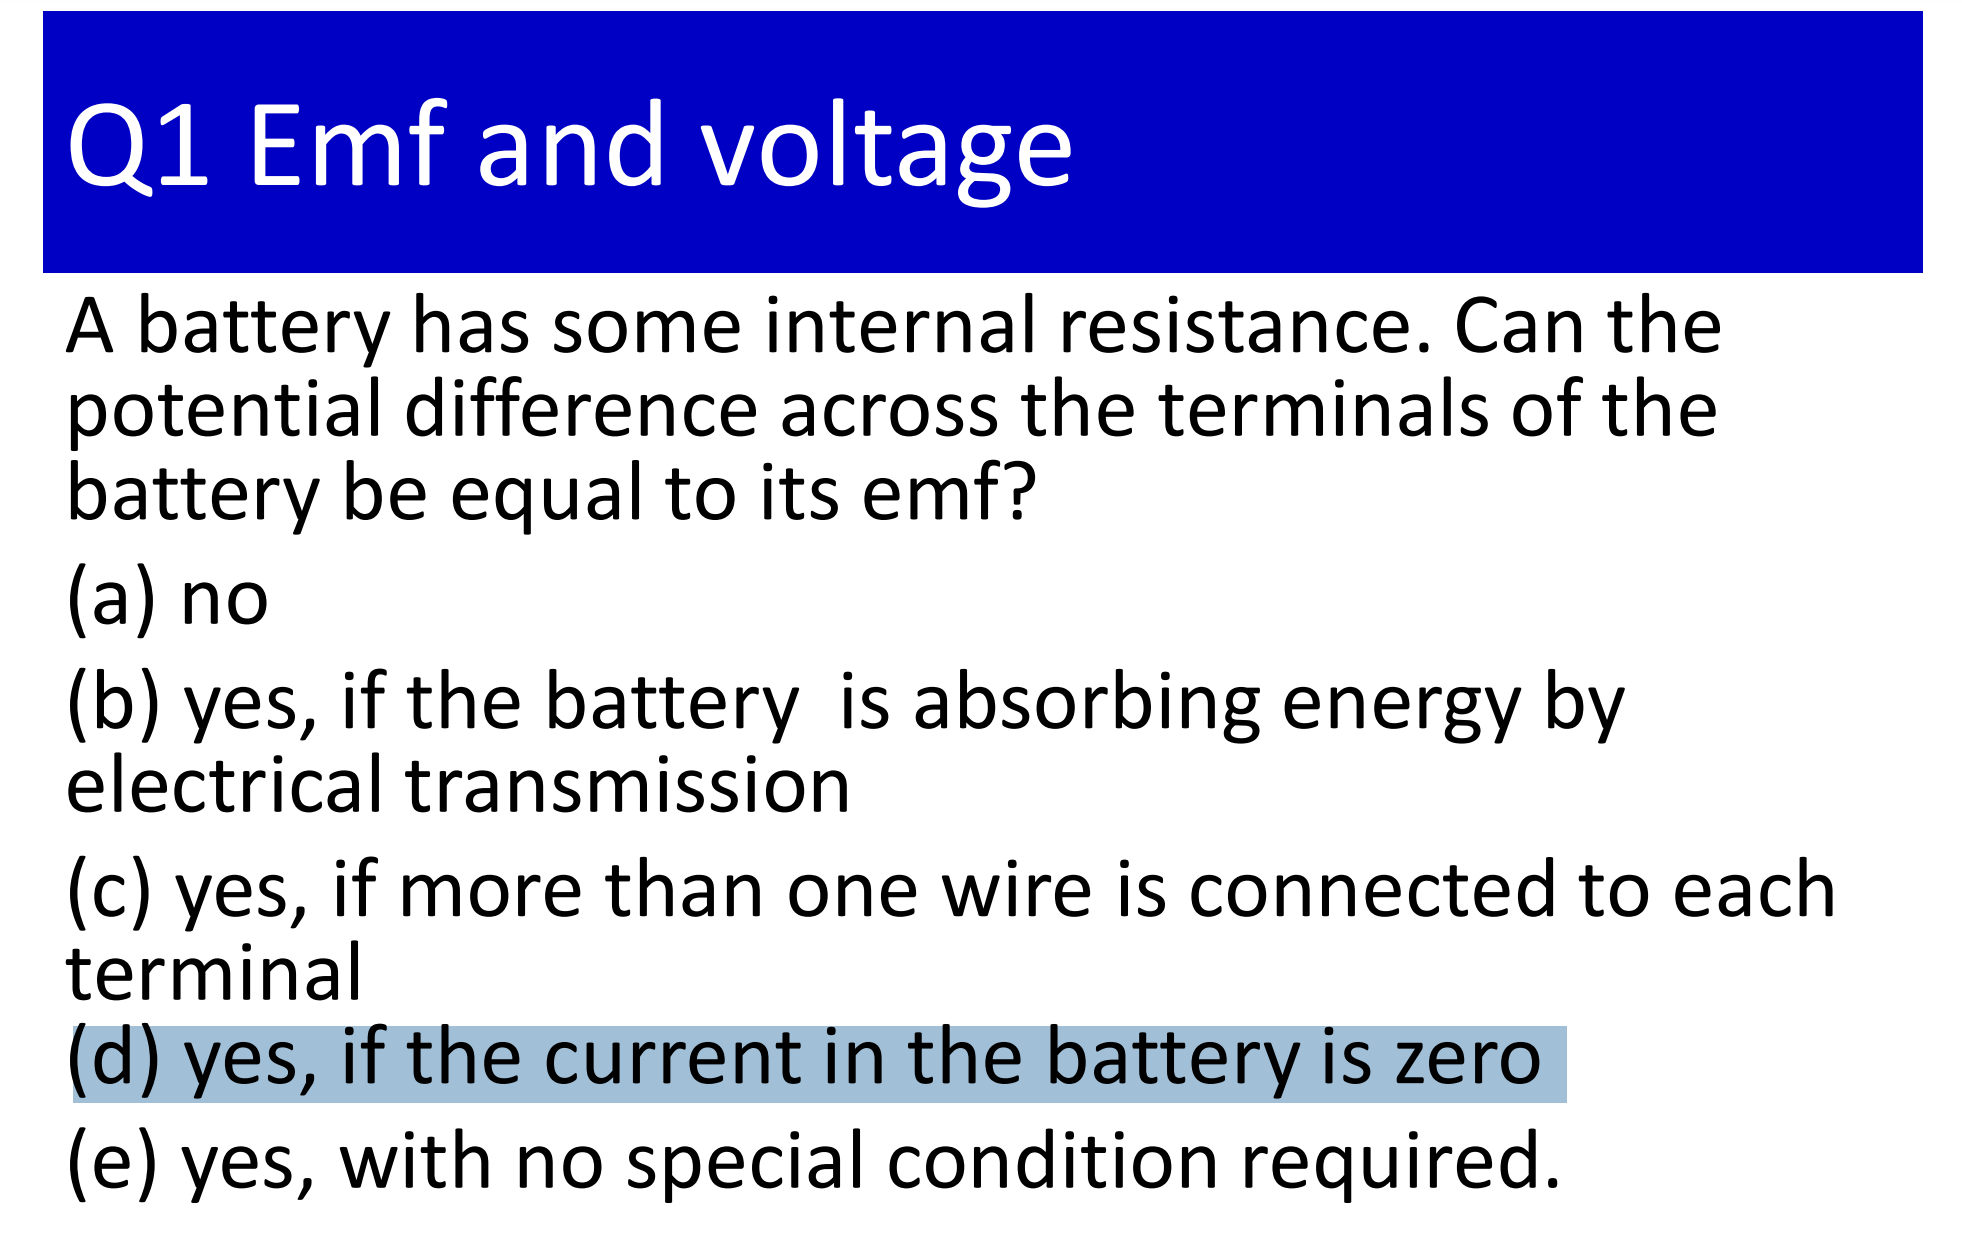 Q1 Emf and voltage
A battery has some internal resistance. Can the
potential difference across the terminals of the
battery be equal to its emf?
(a) no
(b) yes, if the battery  is absorbing energy by
electrical transmission
(c) yes, if more than one wire is connected to each
terminal
(d) yes, if the current in the battery is zero
(e) yes, with no special condition required.